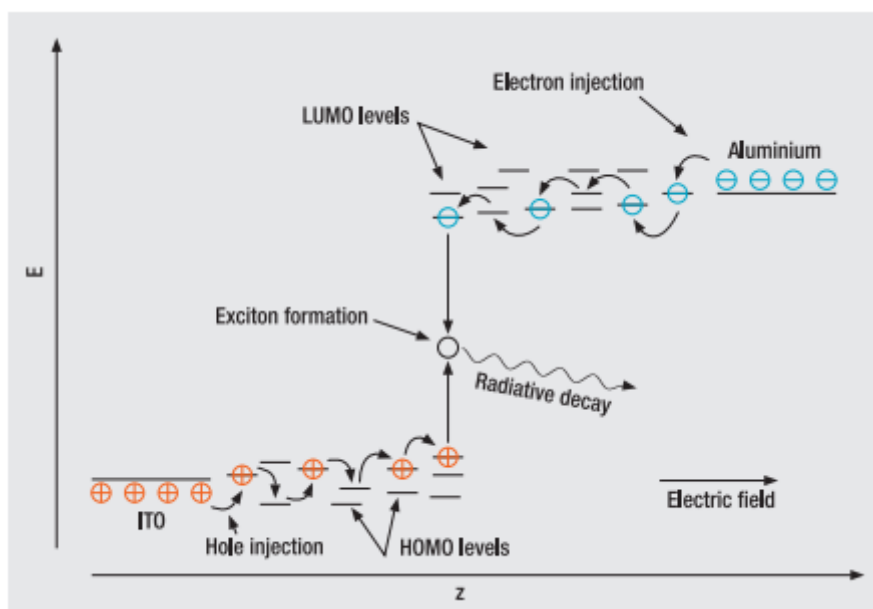 Electron injection
LUMO levels
Aluminium
E
Exciton formation
Radiative decay
Electric field
ITO
Hole injection
HOMO levels
z